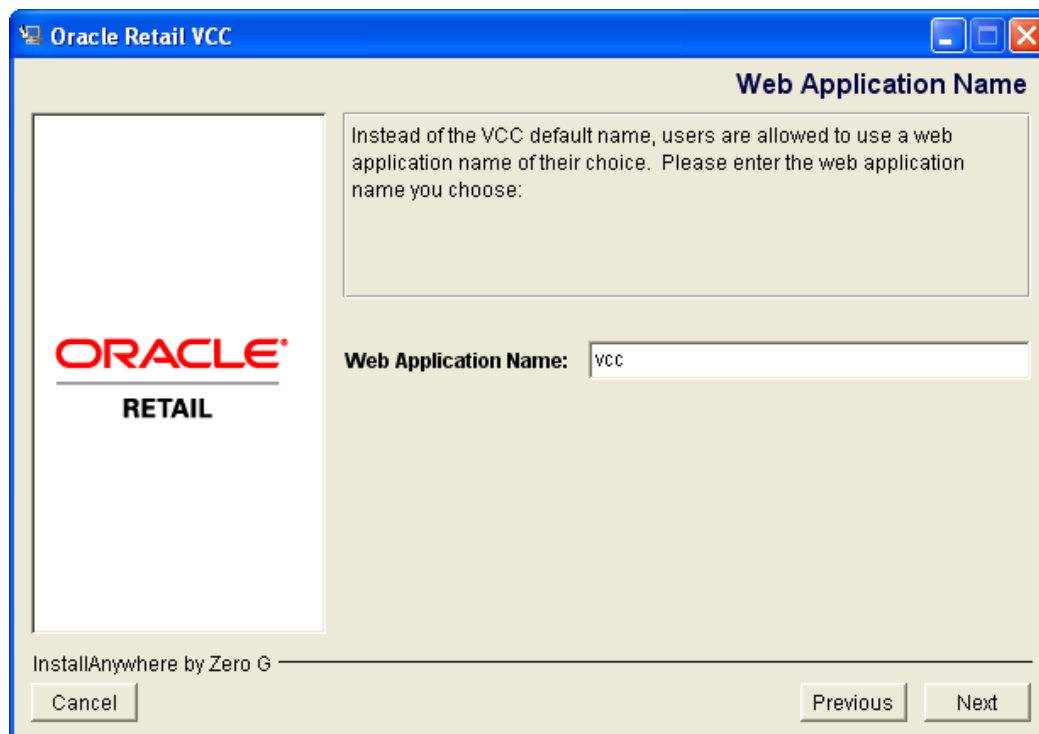 Oracle Retail VCC
Web Application Name
Instead of the VCC default name, users are allowed to use a web
application name of their choice.  Please enter the web application
name you choose:
ORACLE®
RETAIL
Web Application Name: vcc
InstallAnywhere by Zero G
Cancel Previous Next